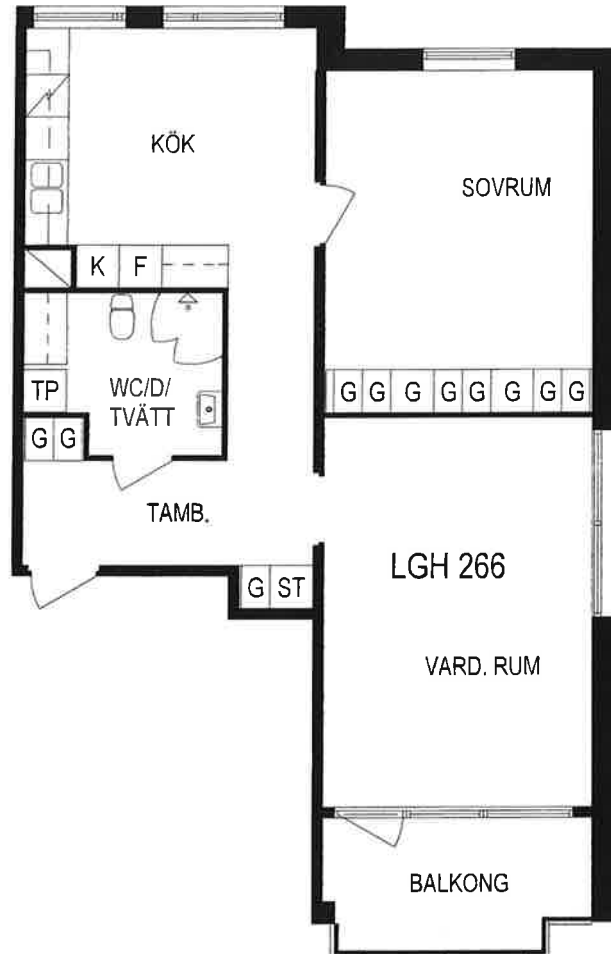 KÖK
SOVRUM
K F
TP
WC/D/
TVÄTT
G G G G G G G G
G G
TAMB.
LGH 266
G ST
VARD. RUM
BALKONG